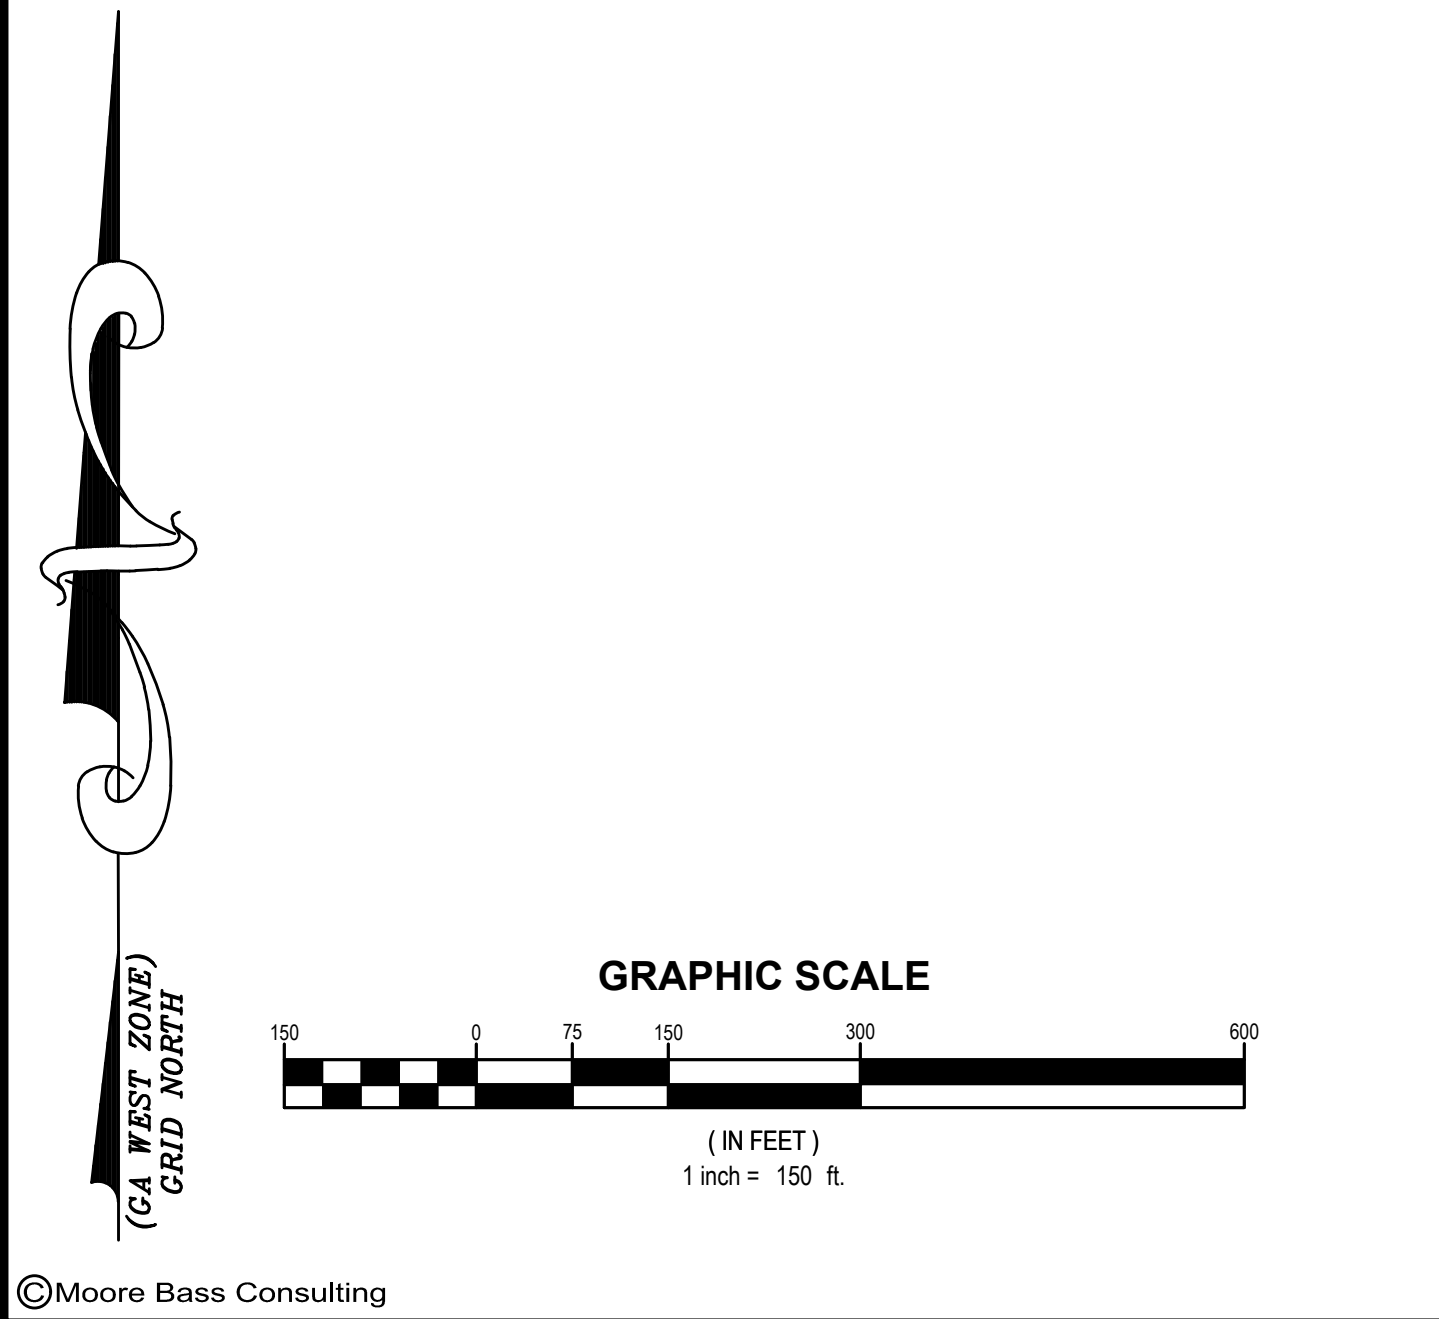 (GA WEST ZONE)
GRID NORTH
GRAPHIC SCALE
150 0 75 150 300 600
( IN FEET )
1 inch = 150 ft.
©Moore Bass Consulting